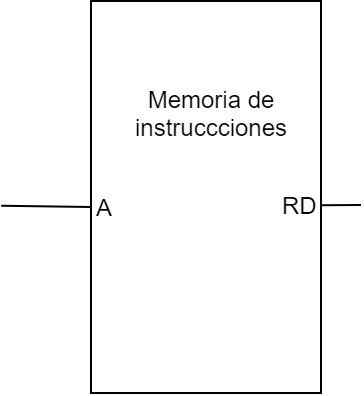 Memoria de
instruccciones
A RD